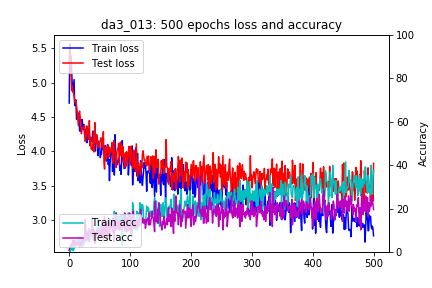 da3_013: 500 epochs loss and accuracy
Train loss
Test loss
Train acc
Test acc
Loss
5.5
5.0
4.5
4.0
3.5
3.0
Accuracy
100
80
60
40
20
0
0
100
200
300
400
500